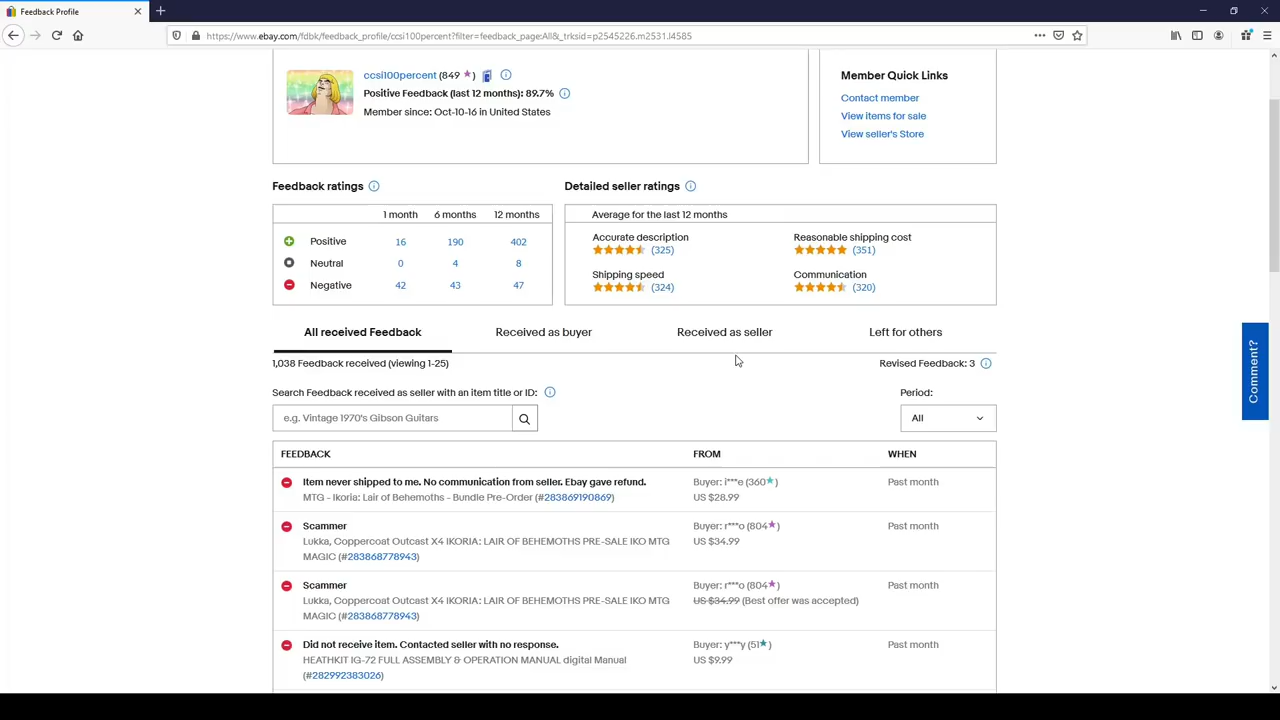 Feedback Profile
https://www.ebay.com/fdbk/feedback_profile/ccsi100percent?filter=feedback_page:All&_trksid=p2545226.m2531.l4585
ccsi100percent (849 )
Positive Feedback (last 12 months): 89.7%
Member since: Oct-10-16 in United States
Member Quick Links
Contact member
View items for sale
View seller's Store
Feedback ratings
1 month 6 months 12 months
Positive 16 190 402
Neutral 0 4 8
Negative 42 43 47
Detailed seller ratings
Average for the last 12 months
Accurate description
(325)
Reasonable shipping cost
(351)
Shipping speed
(324)
Communication
(320)
All received Feedback Received as buyer Received as seller Left for others
1,038 Feedback received (viewing 1-25)
Revised Feedback: 3
Search Feedback received as seller with an item title or ID:
Period:
e.g. Vintage 1970's Gibson Guitars
All
Comment?
FEEDBACK FROM WHEN
Item never shipped to me. No communication from seller. Ebay gave refund. Buyer: i***e (360 ) Past month
MTG - Ikoria: Lair of Behemoths - Bundle Pre-Order (#283869190869) US $28.99
Scammer Buyer: r***o (804 ) Past month
Lukka, Coppercoat Outcast X4 IKORIA: LAIR OF BEHEMOTHS PRE-SALE IKO MTG US $34.99
MAGIC (#283868778943)
Scammer Buyer: r***o (804 ) Past month
Lukka, Coppercoat Outcast X4 IKORIA: LAIR OF BEHEMOTHS PRE-SALE IKO MTG US $34.99 (Best offer was accepted)
MAGIC (#283868778943)
Did not receive item. Contacted seller with no response. Buyer: y***y (51 ) Past month
HEATHKIT IG-72 FULL ASSEMBLY & OPERATION MANUAL digital Manual US $9.99
(#282992383026)